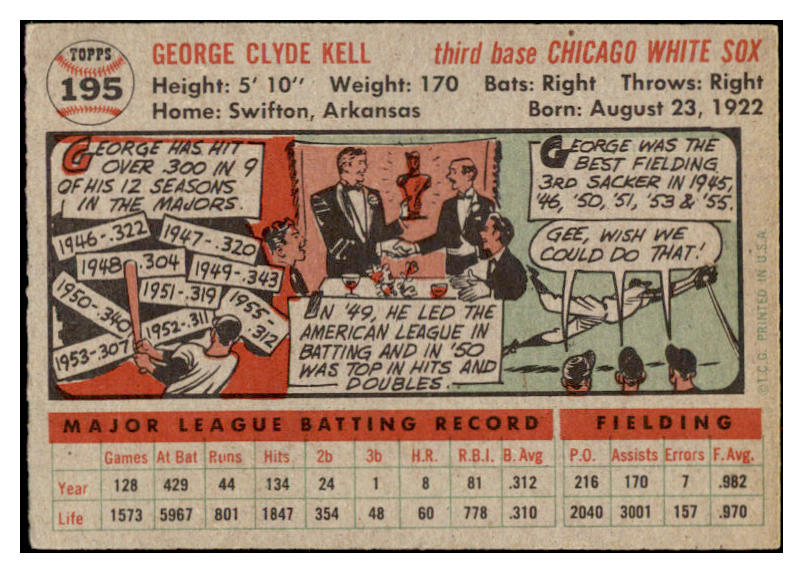 TOPPS
195
GEORGE CLYDE KELL third base CHICAGO WHITE SOX
Height: 5' 10" Weight: 170 Bats: Right Throws: Right
Home: Swifton, Arkansas Born: August 23, 1922
GEORGE HAS HIT
OVER .300 IN 9
OF HIS 12 SEASONS
IN THE MAJORS.
1946-.322
1947-.320
1948-.304
1949-.343
1950-.340
1951-.319
1952-.311
1953-.307
1955-
.312
IN '49, HE LED THE
AMERICAN LEAGUE IN
BATTING AND IN '50
WAS TOP IN HITS AND
DOUBLES.
GEORGE WAS THE
BEST FIELDING
3RD SACKER IN 1945,
'46, '50, '51, '53 & '55.
GEE, WISH WE
COULD DO THAT!
©T.C.G. PRINTED IN U.S.A.
MAJOR LEAGUE BATTING RECORD FIELDING
Games At Bat Runs Hits 2b 3b H.R. R.B.I. B. Avg P.O. Assists Errors F. Avg.
Year 128 429 44 134 24 1 8 81 .312 216 170 7 .982
Life 1573 5967 801 1847 354 48 60 778 .310 2040 3001 157 .970